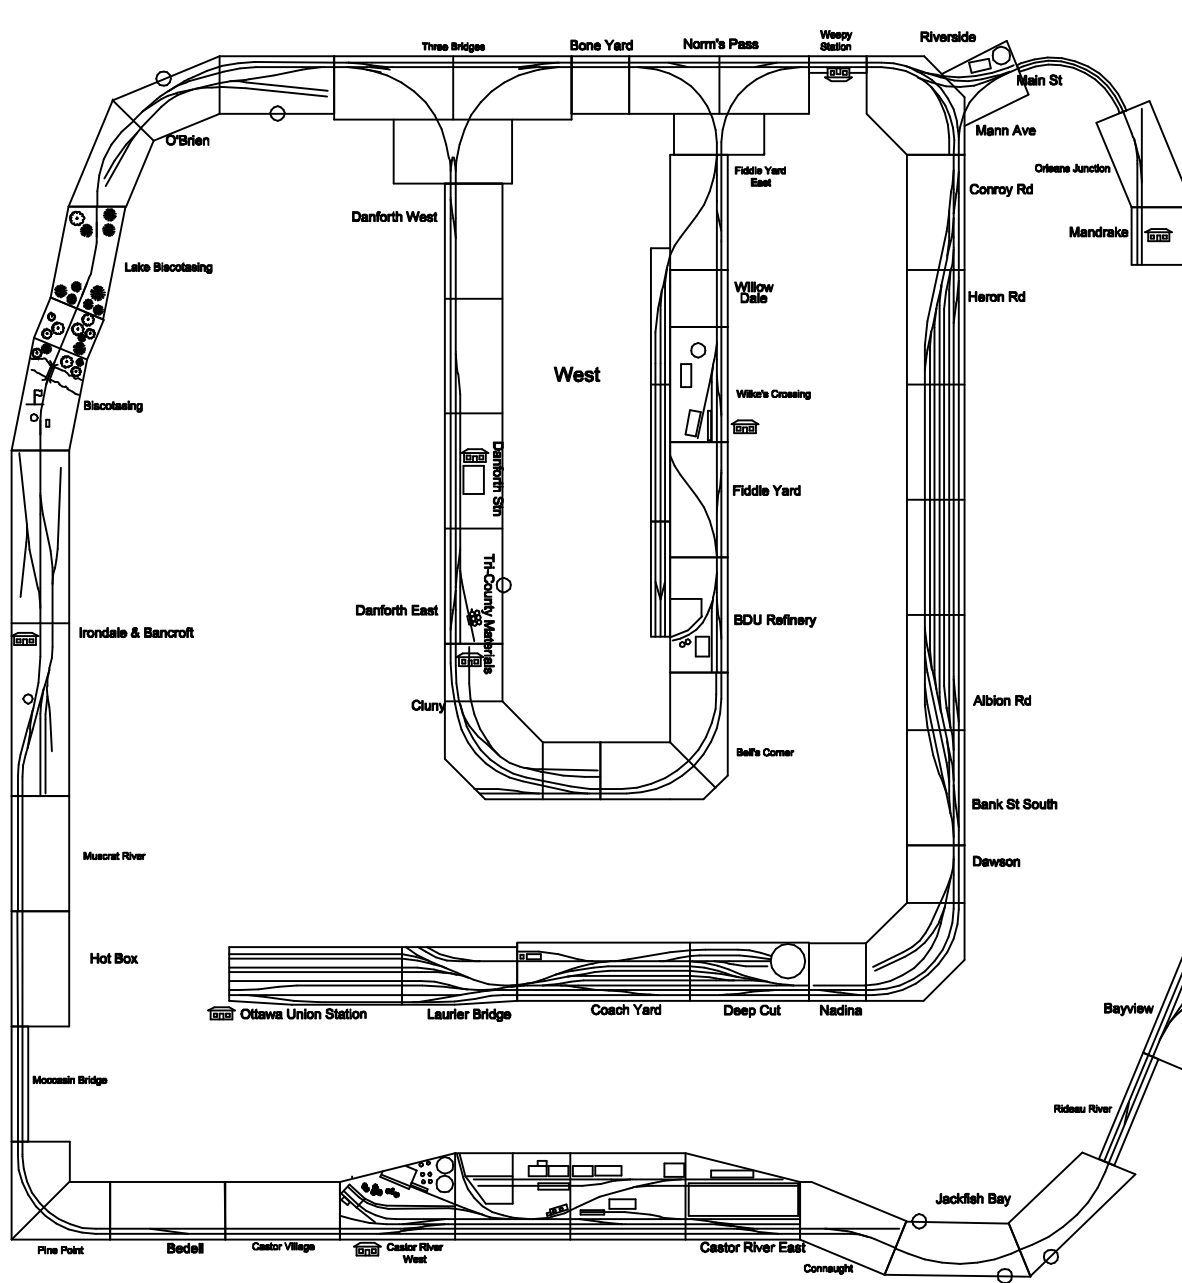 Three Bridges
Bone Yard
Norm's Pass
Weepy
Station
Riverside
Main St
Mann Ave
O'Brien
Orleans Junction
Fiddle Yard
East
Conroy Rd
Danforth West
Mandrake
Lake Biscotasing
Willow
Dale
Heron Rd
West
Wilke's Crossing
Biscotasing
Danforth Stn
Fiddle Yard
Tri-County Materials
Danforth East
BDU Refinery
Irondale & Bancroft
Cluny
Albion Rd
Bell's Corner
Bank St South
Muscrat River
Dawson
Hot Box
Ottawa Union Station
Laurier Bridge
Coach Yard
Deep Cut
Nadina
Bayview
Moccasin Bridge
Rideau River
Jackfish Bay
Pine Point
Bedell
Castor Village
Castor River
West
Castor River East
Connaught